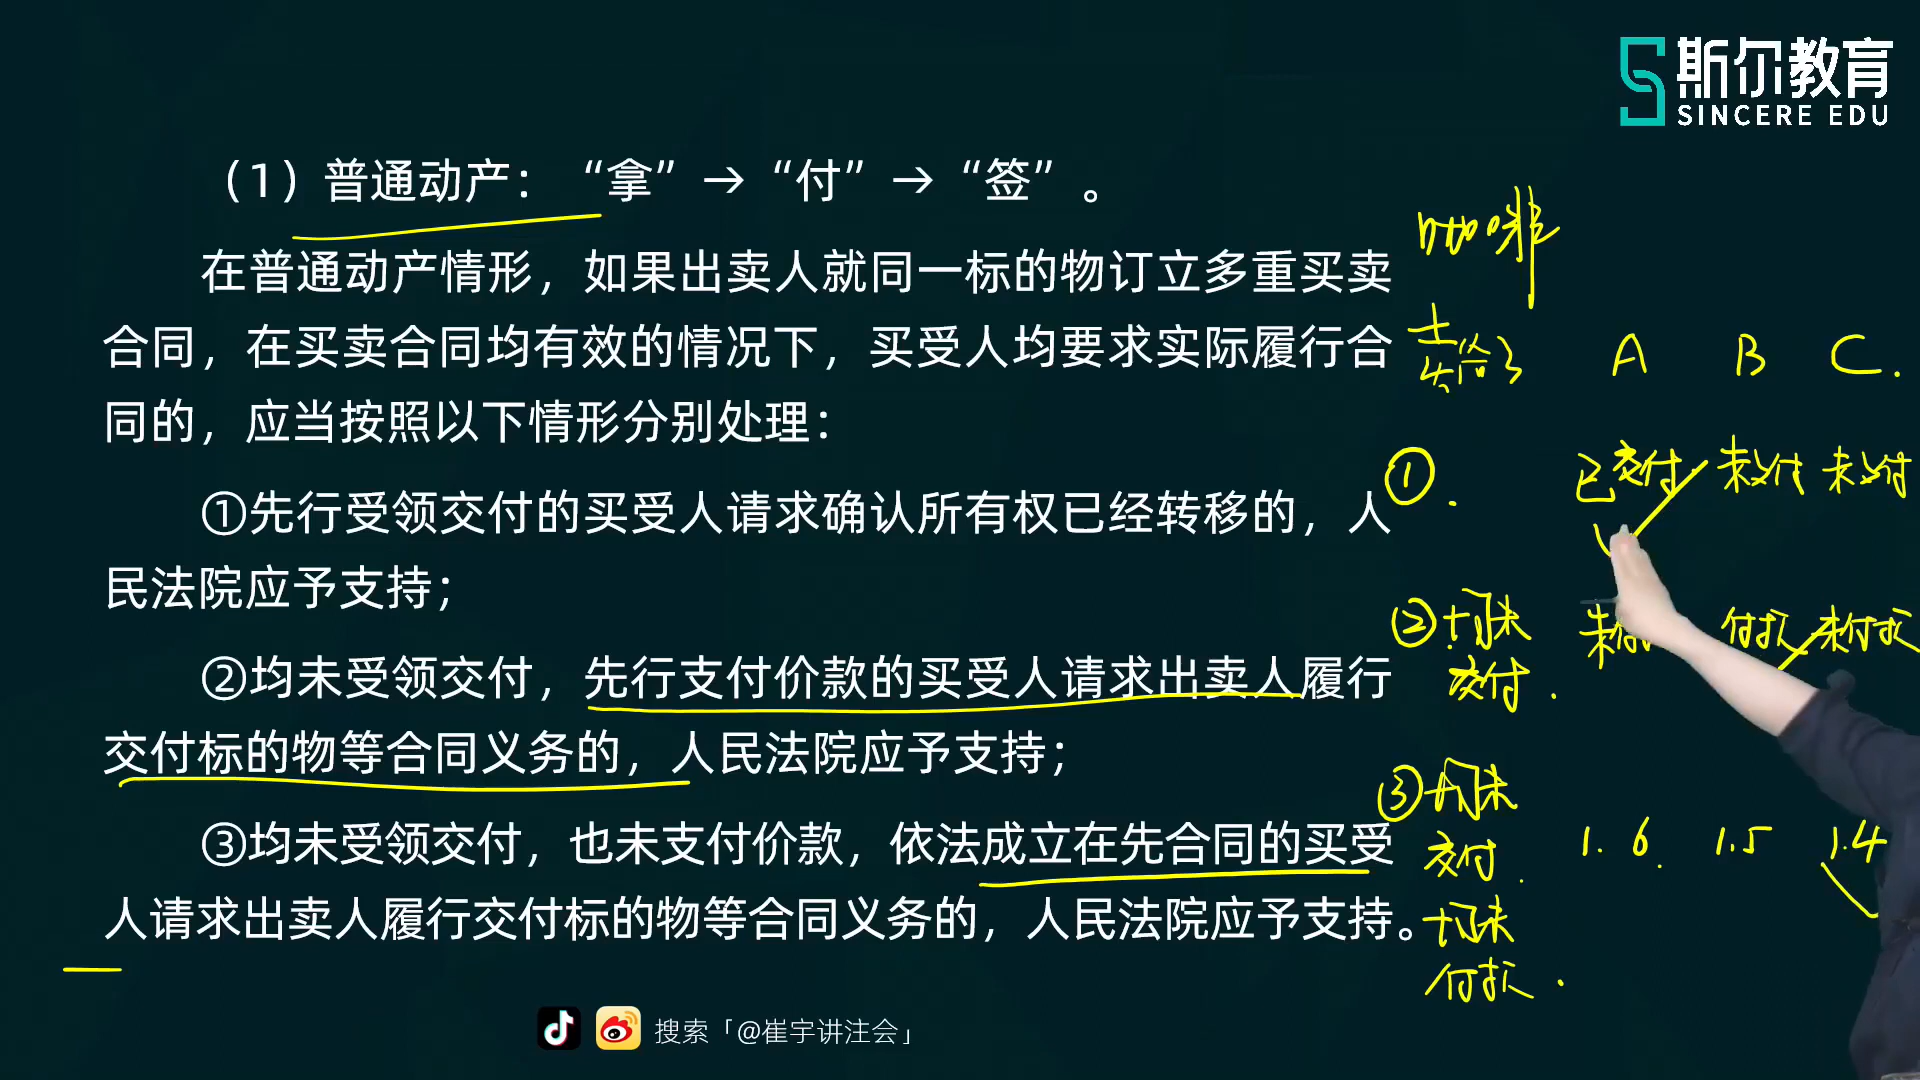 斯尔教育
SINCERE EDU
（1）普通动产：“拿”→“付”→“签”。
在普通动产情形，如果出卖人就同一标的物订立多重买卖
合同，在买卖合同均有效的情况下，买受人均要求实际履行合
同的，应当按照以下情形分别处理：
①先行受领交付的买受人请求确认所有权已经转移的，人
民法院应予支持；
②均未受领交付，先行支付价款的买受人请求出卖人履行
交付标的物等合同义务的，人民法院应予支持；
③均未受领交付，也未支付价款，依法成立在先合同的买受
人请求出卖人履行交付标的物等合同义务的，人民法院应予支持。
咖啡
A B C.
① 已交付 未交付 未交付
②均未 付款 未付款
交付.
③均未
交付. 1.6. 1.5 1.4
均未
付款.
搜索「@崔宇讲注会」